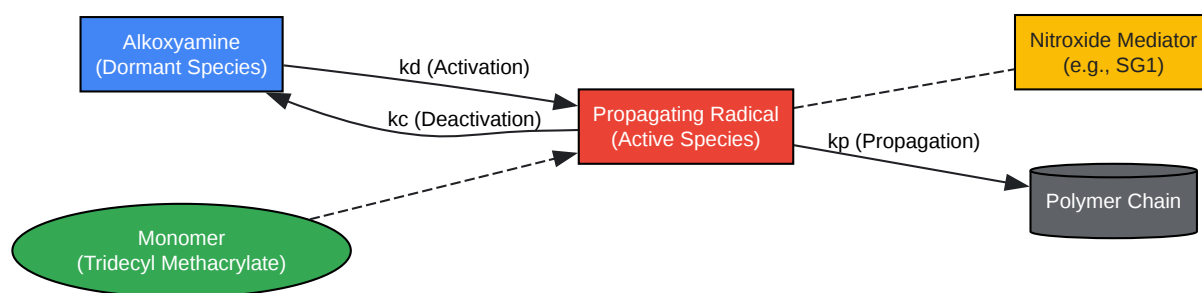 Alkoxyamine
(Dormant Species)
kd (Activation)
kc (Deactivation)
Propagating Radical
(Active Species)
Nitroxide Mediator
(e.g., SG1)
kp (Propagation)
Polymer Chain
Monomer
(Tridecyl Methacrylate)